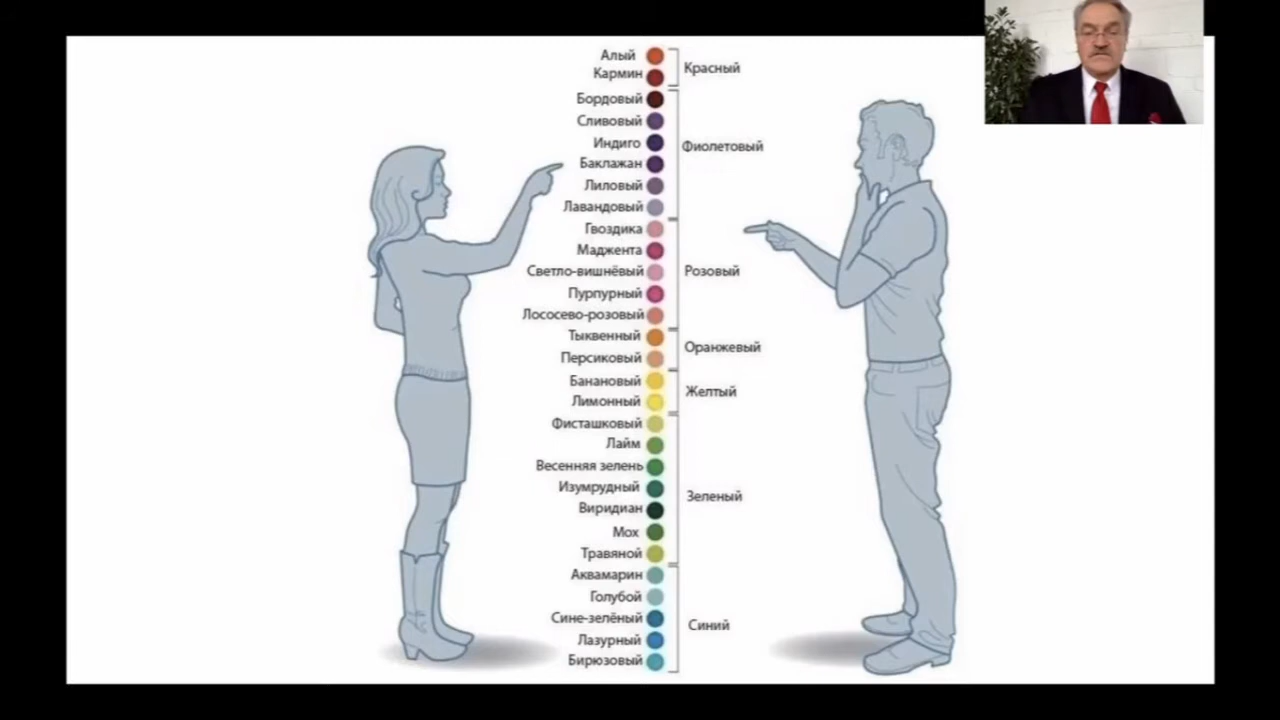 Алый
Кармин
Красный
Бордовый
Сливовый
Индиго
Баклажан
Лиловый
Лавандовый
Фиолетовый
Гвоздика
Маджента
Светло-вишнёвый
Пурпурный
Лососево-розовый
Розовый
Тыквенный
Персиковый
Оранжевый
Банановый
Лимонный
Желтый
Фисташковый
Лайм
Весенняя зелень
Изумрудный
Виридиан
Мох
Травяной
Зеленый
Аквамарин
Голубой
Сине-зелёный
Лазурный
Бирюзовый
Синий